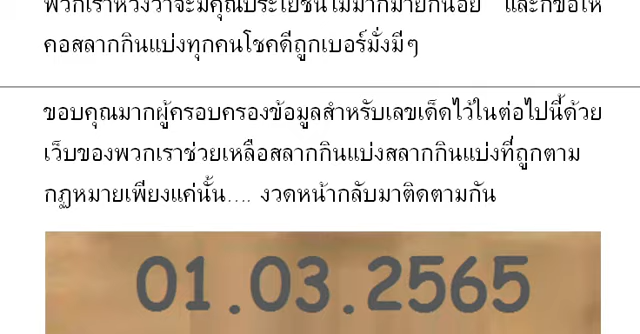 พวกเราหวังว่าจะมีคุณประโยชน์ไม่มากมายก็น้อย และก็ขอให้
คอสลากกินแบ่งทุกคนโชคดีถูกเบอร์มั่งมีๆ
ขอบคุณมากผู้ครอบครองข้อมูลสำหรับเลขเด็ดไว้ในต่อไปนี้ด้วย
เว็บของพวกเราช่วยเหลือสลากกินแบ่งสลากกินแบ่งที่ถูกตาม
กฏหมายเพียงแค่นั้น.... งวดหน้ากลับมาติดตามกัน
01.03.2565